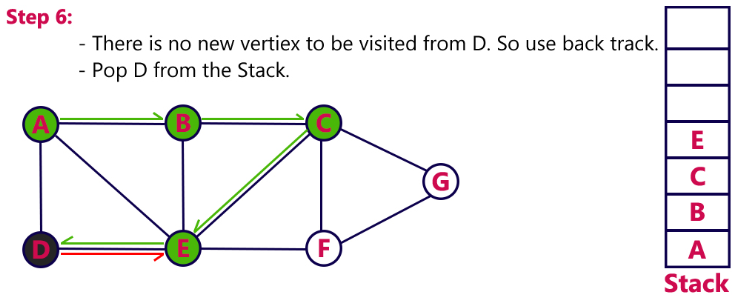 Step 6:
- There is no new vertiex to be visited from D. So use back track.
- Pop D from the Stack.
A
B
C
G
D
E
F
E
C
B
A
Stack